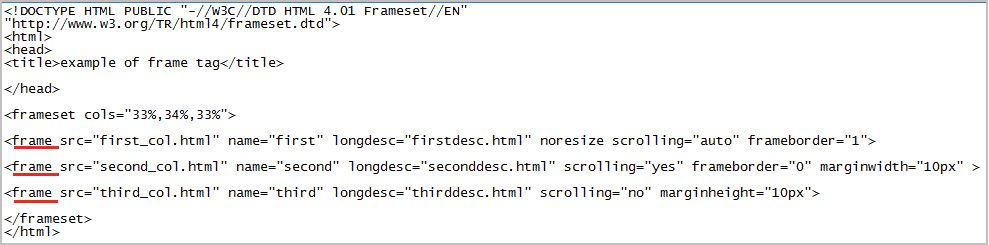 <!DOCTYPE HTML PUBLIC "-//W3C//DTD HTML 4.01 Frameset//EN"
"http://www.w3.org/TR/html4/frameset.dtd">
<html>
<head>
<title>example of frame tag</title>
</head>
<frameset cols="33%,34%,33%">
<frame src="first_col.html" name="first" longdesc="firstdesc.html" noresize scrolling="auto" frameborder="1">
<frame src="second_col.html" name="second" longdesc="seconddesc.html" scrolling="yes" frameborder="0" marginwidth="10px" >
<frame src="third_col.html" name="third" longdesc="thirddesc.html" scrolling="no" marginheight="10px">
</frameset>
</html>